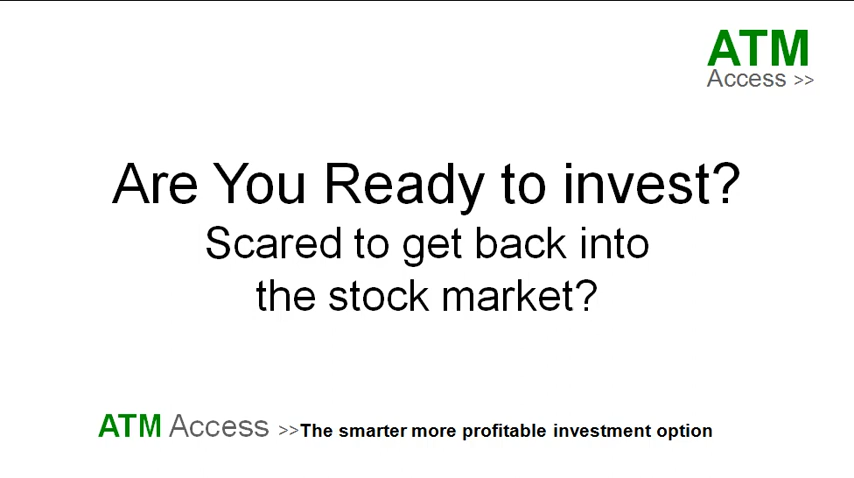 ATM
Access >>
Are You Ready to invest?
Scared to get back into
the stock market?
ATM Access >>The smarter more profitable investment option